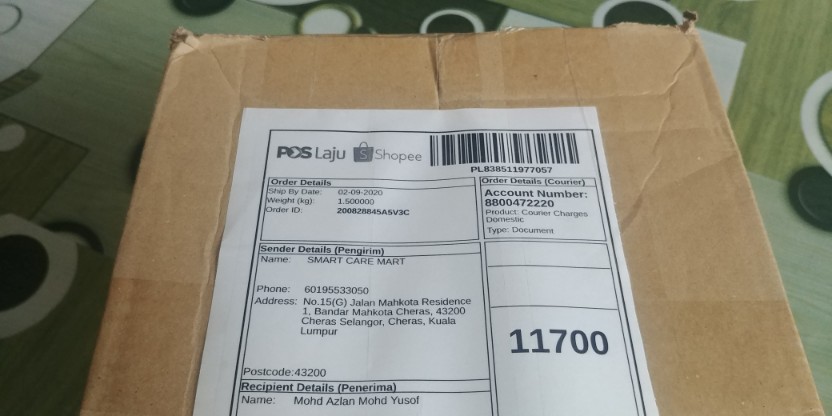 POS Laju S Shopee
PL838511977057
Order Details
Ship By Date: 02-09-2020
Weight (kg): 1.500000
Order ID: 200828845A5V3C
Order Details (Courier)
Account Number:
8800472220
Product: Courier Charges
Domestic
Type: Document
Sender Details (Pengirim)
Name: SMART CARE MART
Phone: 60195533050
Address: No.15(G) Jalan Mahkota Residence
1, Bandar Mahkota Cheras, 43200
Cheras Selangor, Cheras, Kuala
Lumpur
Postcode:43200
11700
Recipient Details (Penerima)
Name: Mohd Azlan Mohd Yusof